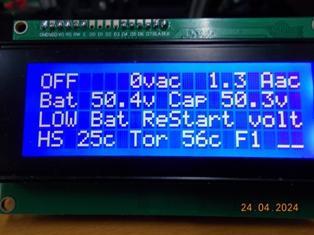 OFF 0vac 1.3 Aac
Bat 50.4v Cap 50.3v
LOW Bat ReStart volt
HS 25c Tor 56c F1 __
24.04.2024